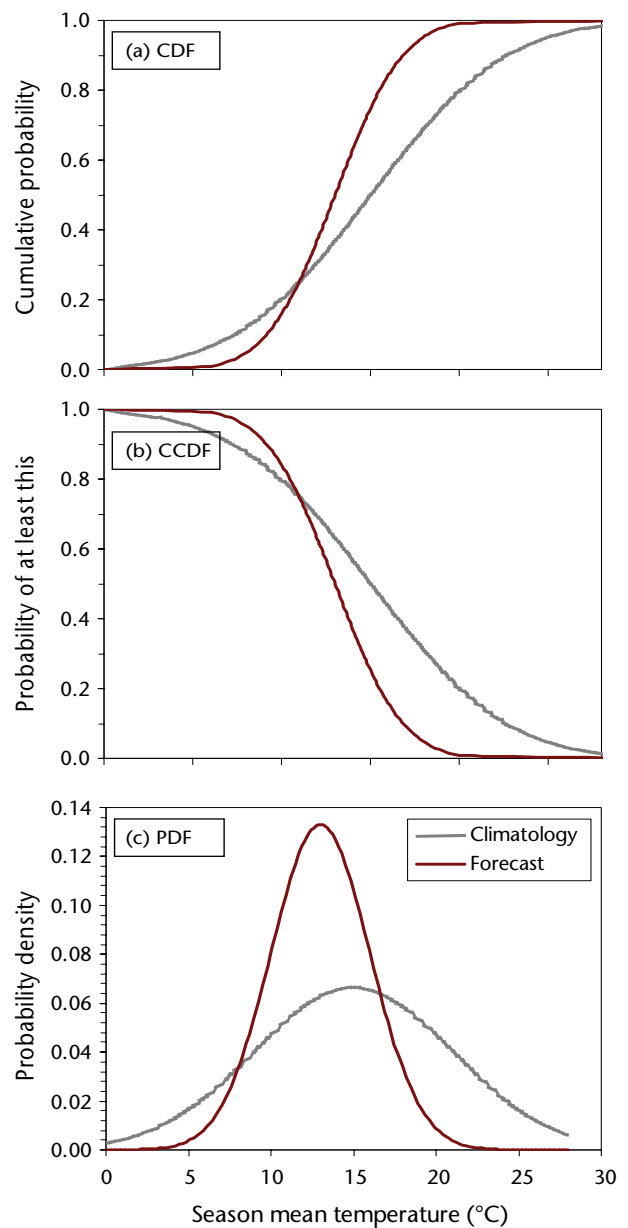 (a) CDF
Cumulative probability
1.0
0.8
0.6
0.4
0.2
0.0
(b) CCDF
Probability of at least this
1.0
0.8
0.6
0.4
0.2
0.0
(c) PDF
Climatology
Forecast
Probability density
0.14
0.12
0.10
0.08
0.06
0.04
0.02
0.00
0 5 10 15 20 25 30
Season mean temperature (°C)